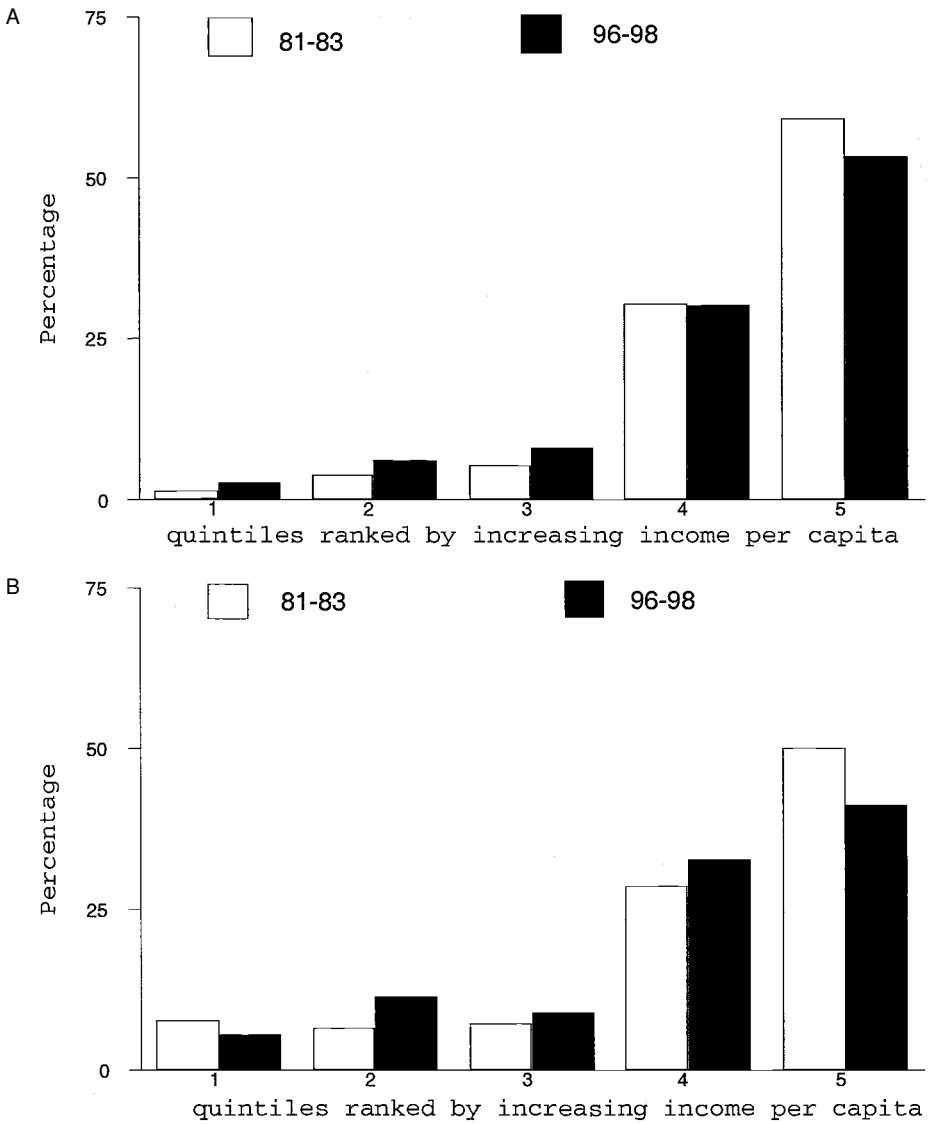 A
75
81-83 96-98
50
25
0
Percentage
1 2 3 4 5
quintiles ranked by increasing income per capita
B
75
81-83 96-98
50
25
0
Percentage
1 2 3 4 5
quintiles ranked by increasing income per capita